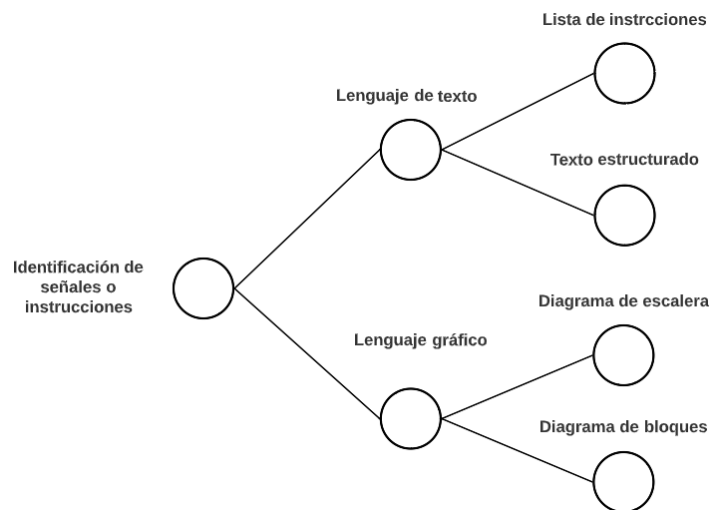 Lista de instrcciones
Lenguaje de texto
Texto estructurado
Identificación de
señales o
instrucciones
Diagrama de escalera
Lenguaje gráfico
Diagrama de bloques